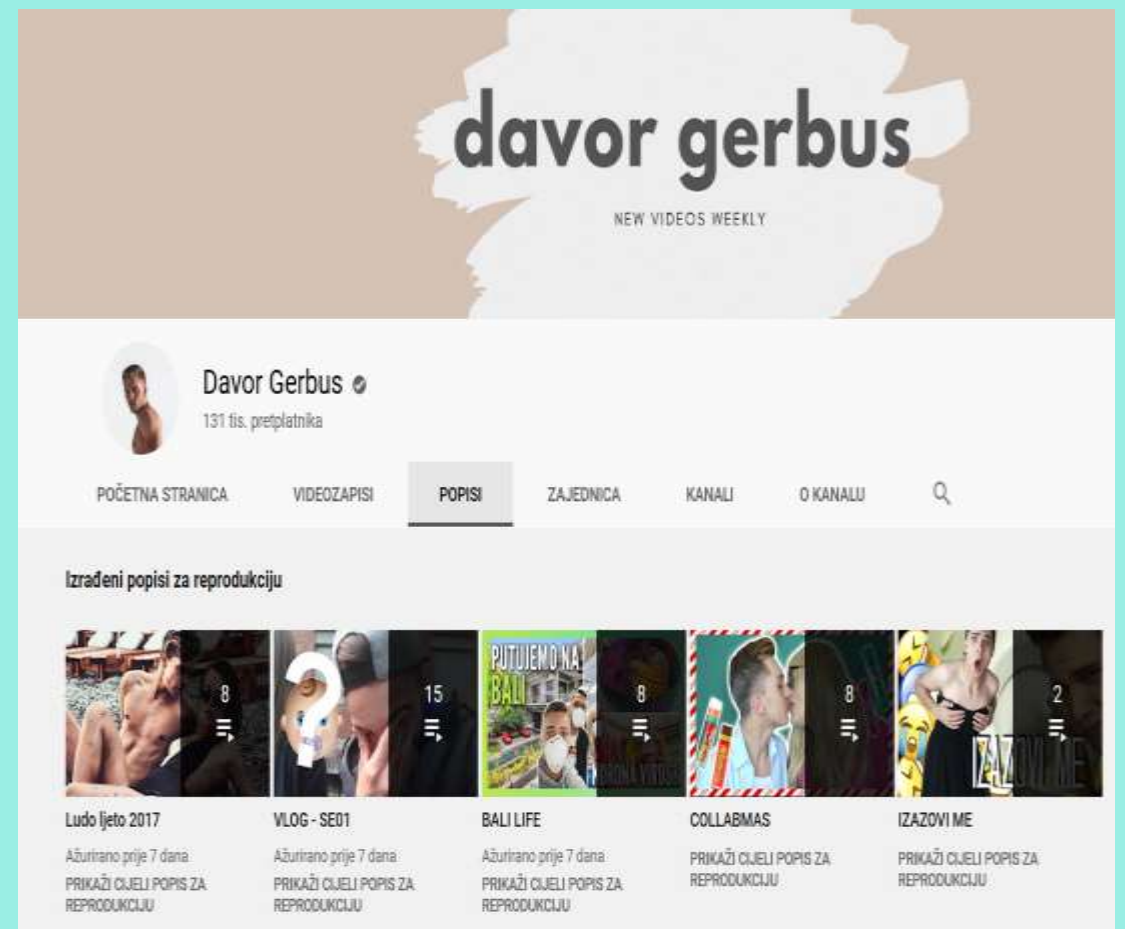 davor gerbus
NEW VIDEOS WEEKLY
Davor Gerbus
131 tis. pretplatnika
POČETNA STRANICA VIDEOZAPISI POPISI ZAJEDNICA KANALI O KANALU
Izrađeni popisi za reprodukciju
8 15 8 8 2
PUTUJEMO NA
BALI
IZAZOVI ME
Ludo ljeto 2017 VLOG - SE01 BALI LIFE COLLABMAS IZAZOVI ME
Ažurirano prije 7 dana Ažurirano prije 7 dana Ažurirano prije 7 dana PRIKAŽI CIJELI POPIS ZA PRIKAŽI CIJELI POPIS ZA
PRIKAŽI CIJELI POPIS ZA PRIKAŽI CIJELI POPIS ZA PRIKAŽI CIJELI POPIS ZA REPRODUKCIJU REPRODUKCIJU
REPRODUKCIJU REPRODUKCIJU REPRODUKCIJU